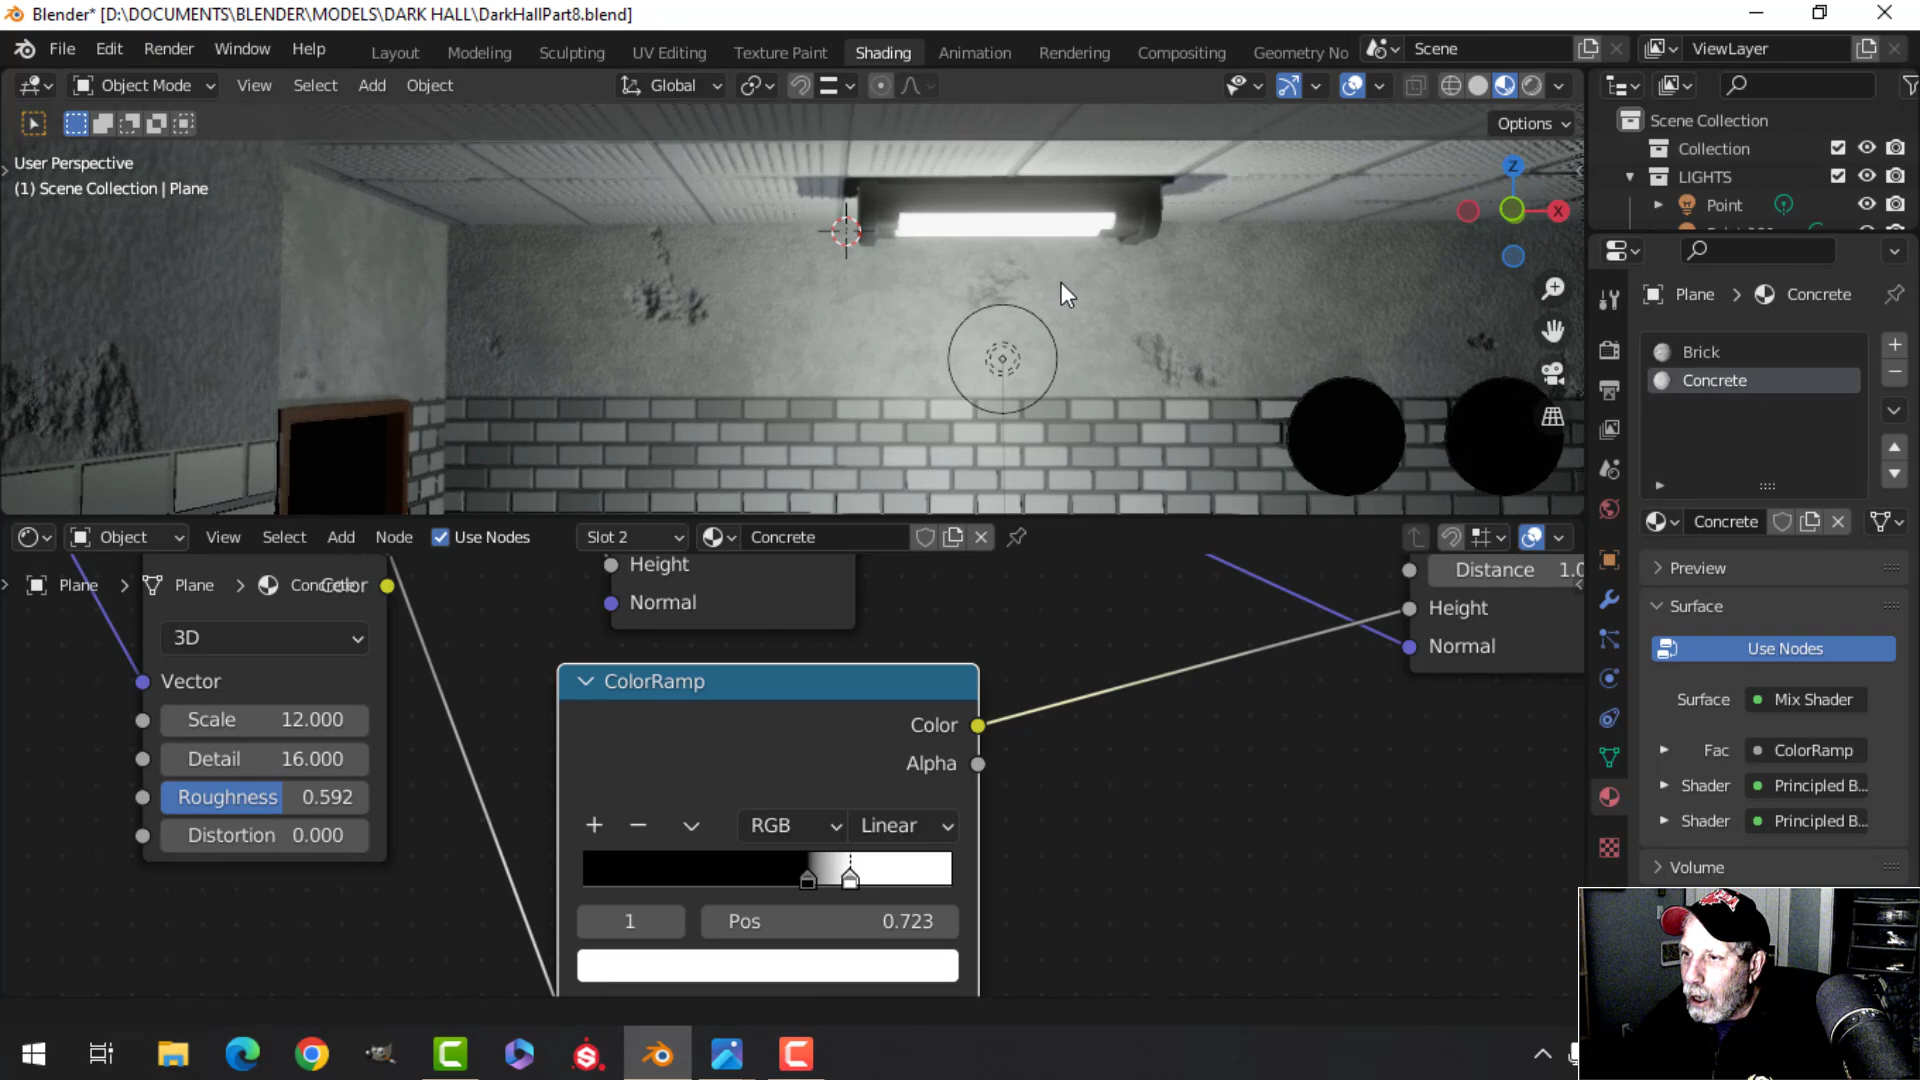 Blender* [D:\DOCUMENTS\BLENDER\MODELS\DARK HALL\DarkHallPart8.blend]
File Edit Render Window Help Layout Modeling Sculpting UV Editing Texture Paint Shading Animation Rendering Compositing Geometry No Scene ViewLayer
Object Mode View Select Add Object Global
Options
User Perspective
(1) Scene Collection | Plane
Z
X
Scene Collection
Collection
LIGHTS
Point
Plane > Concrete
Brick
Concrete
Concrete
Preview
Surface
Use Nodes
Surface Mix Shader
Fac ColorRamp
Shader Principled B...
Shader Principled B...
Volume
Object View Select Add Node Use Nodes Slot 2 Concrete
Plane > Plane > Concrete
Color
3D
Vector
Scale 12.000
Detail 16.000
Roughness 0.592
Distortion 0.000
Height
Normal
ColorRamp
Color
Alpha
RGB Linear
1 Pos 0.723
Distance 1.0
Height
Normal